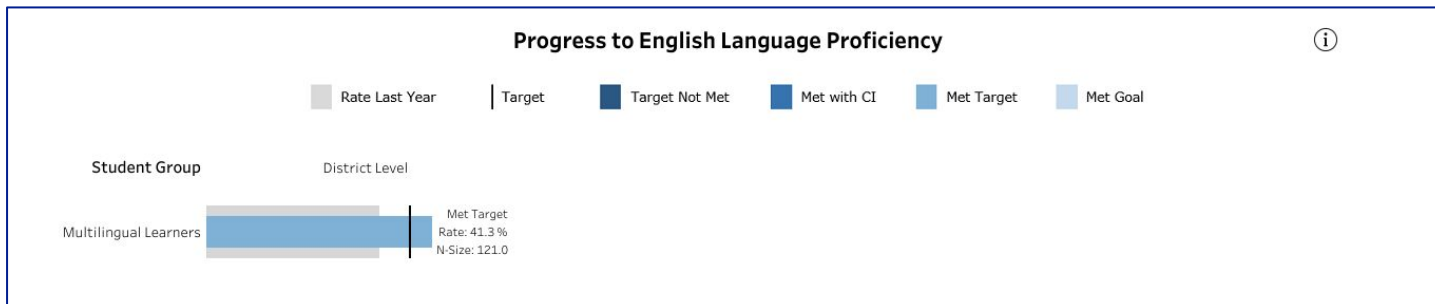 Progress to English Language Proficiency
Rate Last Year
Target
Target Not Met
Met with CI
Met Target
Met Goal
Student Group
District Level
Multilingual Learners
Met Target
Rate: 41.3 %
N-Size: 121.0